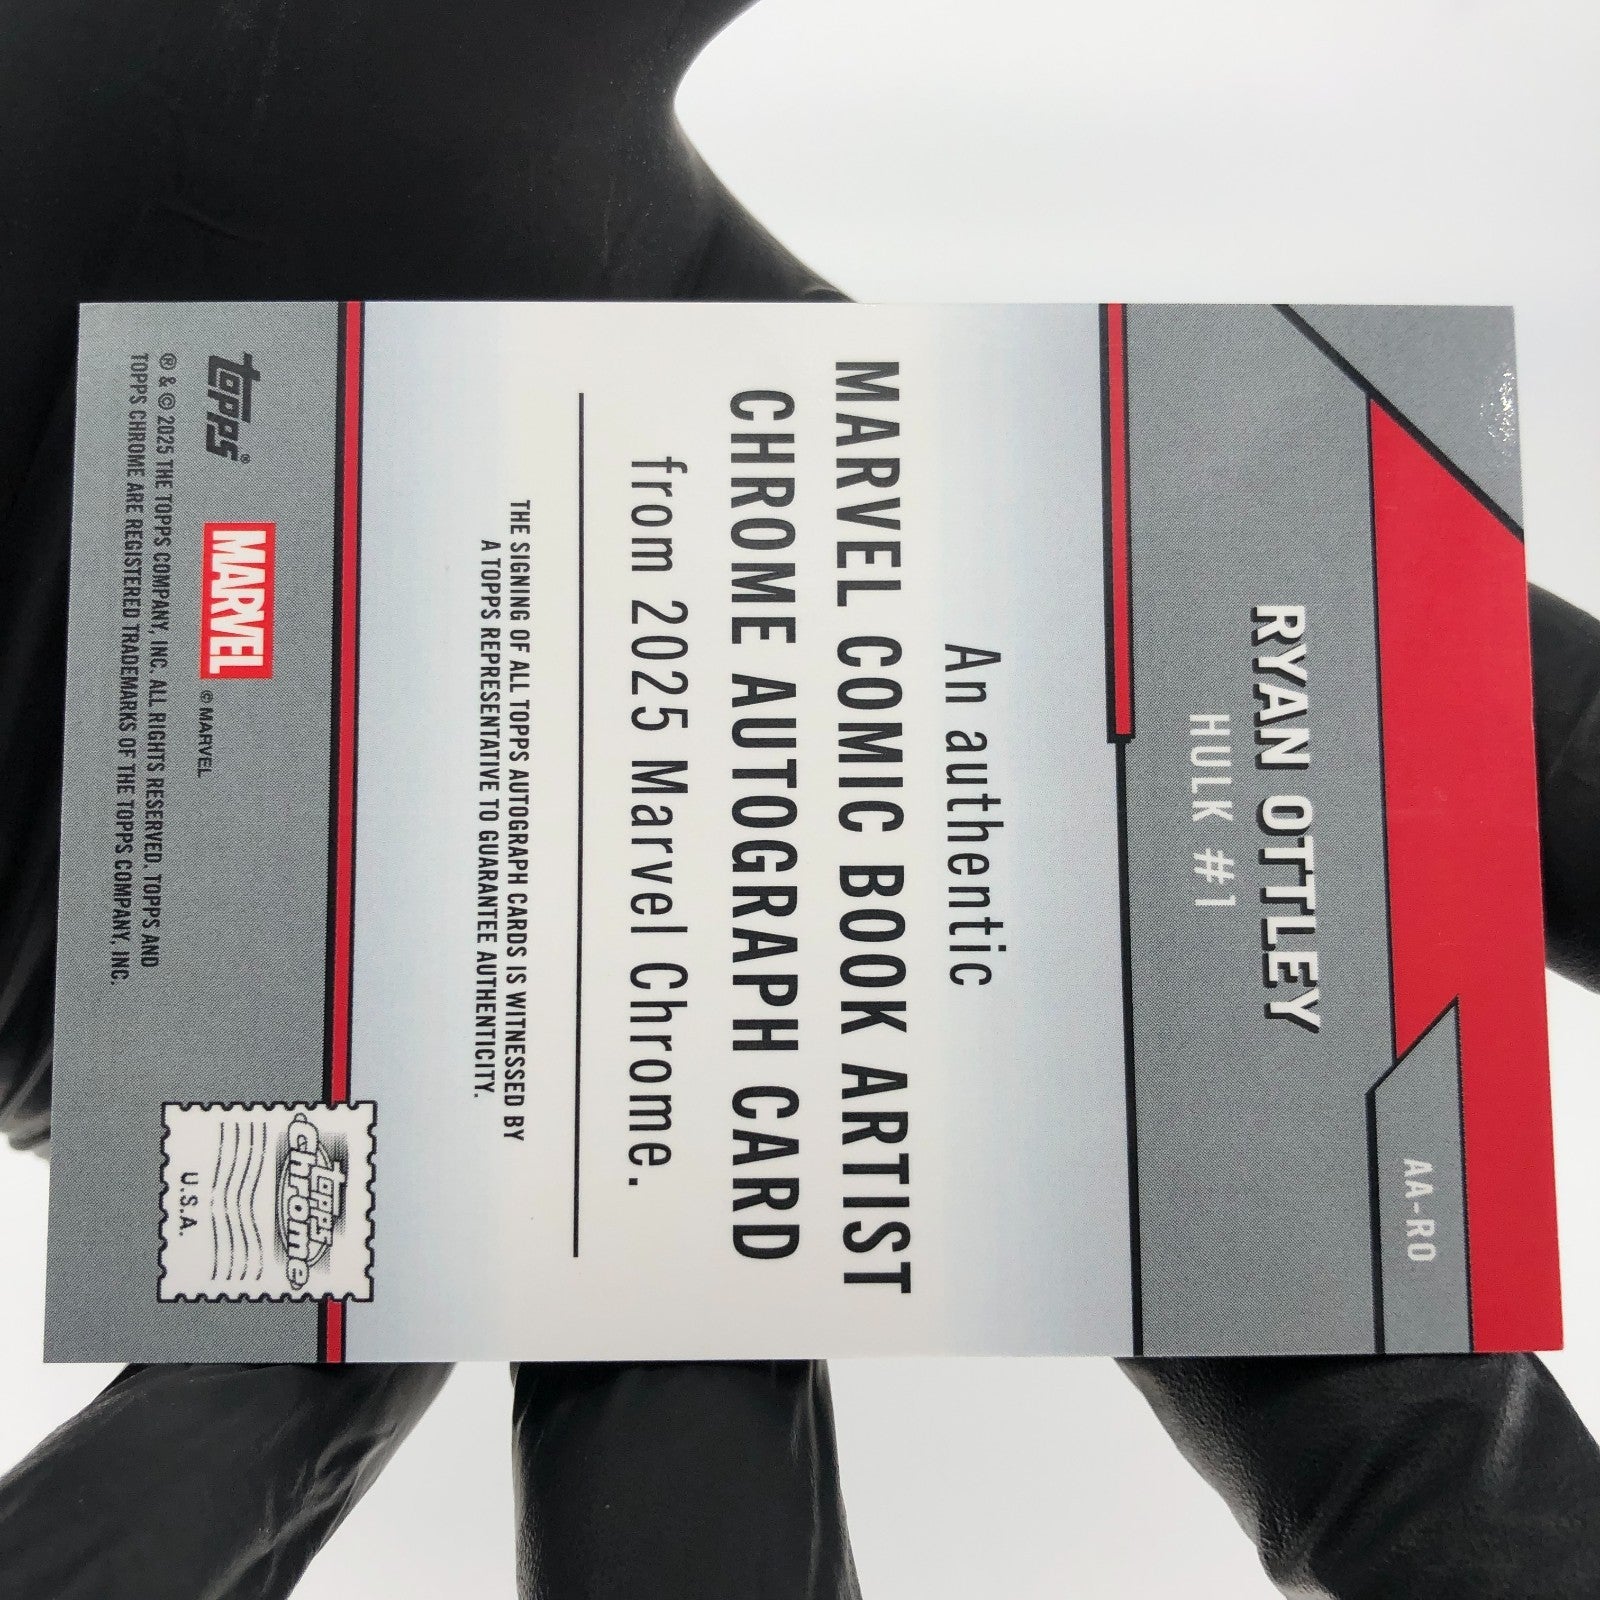 AA-RO
RYAN OTTLEY
HULK #1
An authentic
MARVEL COMIC BOOK ARTIST
CHROME AUTOGRAPH CARD
from 2025 Marvel Chrome.
THE SIGNING OF ALL TOPPS AUTOGRAPH CARDS IS WITNESSED BY
A TOPPS REPRESENTATIVE TO GUARANTEE AUTHENTICITY.
topps®
MARVEL
© MARVEL
® & © 2025 THE TOPPS COMPANY, INC. ALL RIGHTS RESERVED. TOPPS AND
TOPPS CHROME ARE REGISTERED TRADEMARKS OF THE TOPPS COMPANY, INC.
topps
Chrome
U.S.A.